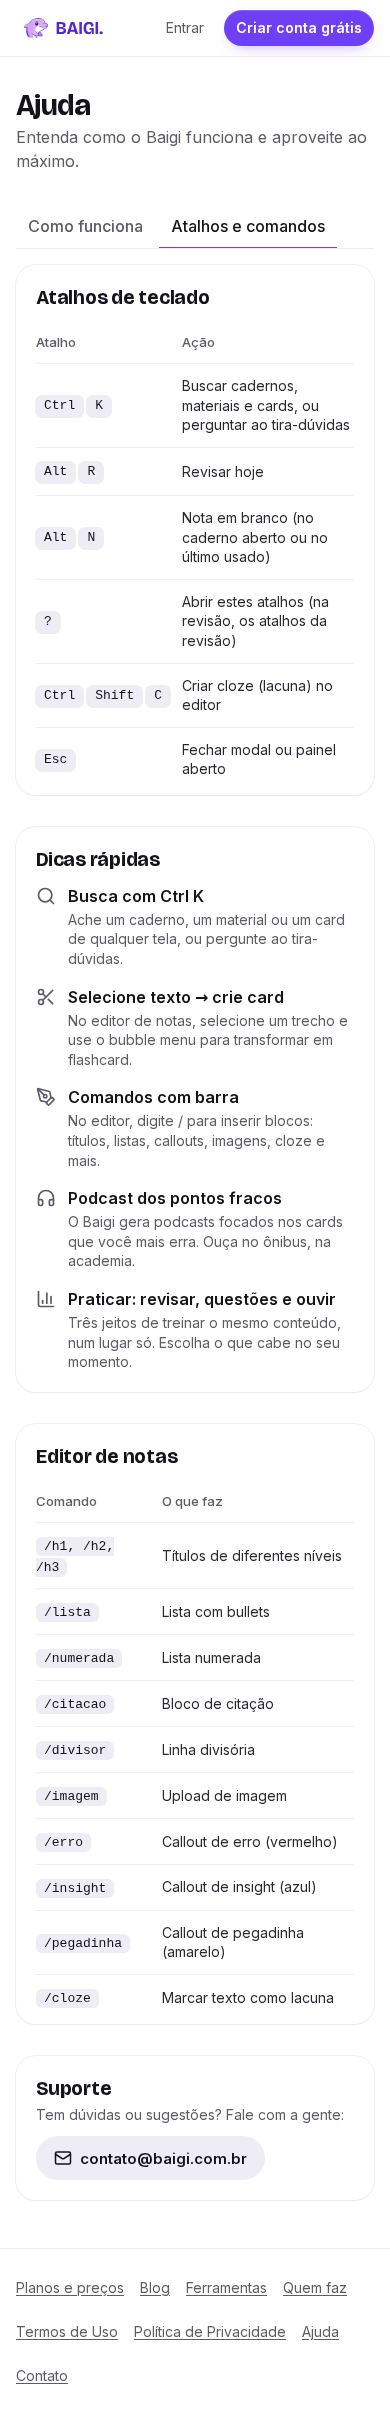 BAIGI.
Entrar
Criar conta grátis
Ajuda
Entenda como o Baigi funciona e aproveite ao
máximo.
Como funciona
Atalhos e comandos
Atalhos de teclado
Atalho
Ação
Ctrl K
Buscar cadernos,
materiais e cards, ou
perguntar ao tira-dúvidas
Alt R
Revisar hoje
Alt N
Nota em branco (no
caderno aberto ou no
último usado)
?
Abrir estes atalhos (na
revisão, os atalhos da
revisão)
Ctrl Shift C
Criar cloze (lacuna) no
editor
Esc
Fechar modal ou painel
aberto
Dicas rápidas
Busca com Ctrl K
Ache um caderno, um material ou um card
de qualquer tela, ou pergunte ao tira-
dúvidas.
Selecione texto → crie card
No editor de notas, selecione um trecho e
use o bubble menu para transformar em
flashcard.
Comandos com barra
No editor, digite / para inserir blocos:
títulos, listas, callouts, imagens, cloze e
mais.
Podcast dos pontos fracos
O Baigi gera podcasts focados nos cards
que você mais erra. Ouça no ônibus, na
academia.
Praticar: revisar, questões e ouvir
Três jeitos de treinar o mesmo conteúdo,
num lugar só. Escolha o que cabe no seu
momento.
Editor de notas
Comando
O que faz
/h1, /h2,
/h3
Títulos de diferentes níveis
/lista
Lista com bullets
/numerada
Lista numerada
/citacao
Bloco de citação
/divisor
Linha divisória
/imagem
Upload de imagem
/erro
Callout de erro (vermelho)
/insight
Callout de insight (azul)
/pegadinha
Callout de pegadinha
(amarelo)
/cloze
Marcar texto como lacuna
Suporte
Tem dúvidas ou sugestões? Fale com a gente:
contato@baigi.com.br
Planos e preços
Blog
Ferramentas
Quem faz
Termos de Uso
Política de Privacidade
Ajuda
Contato